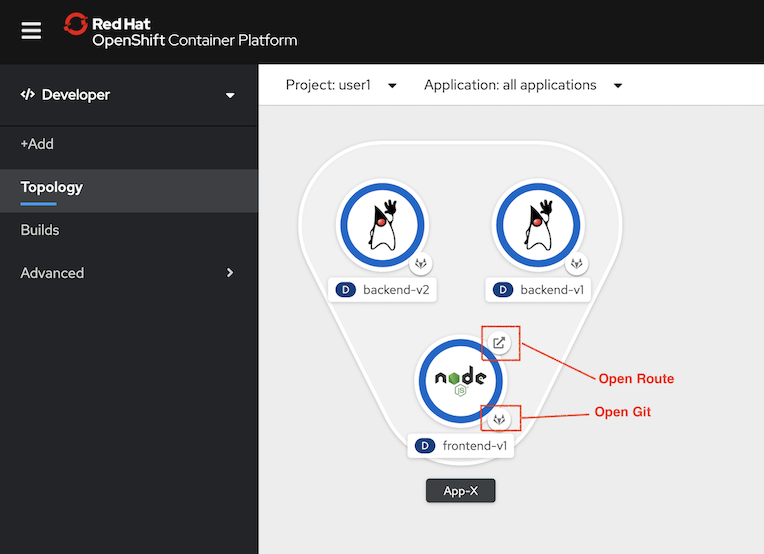 Red Hat
OpenShift Container Platform
Developer
Project: user1
Application: all applications
+Add
Topology
Builds
Advanced
D backend-v2
D backend-v1
node
JS
Open Route
Open Git
D frontend-v1
App-X